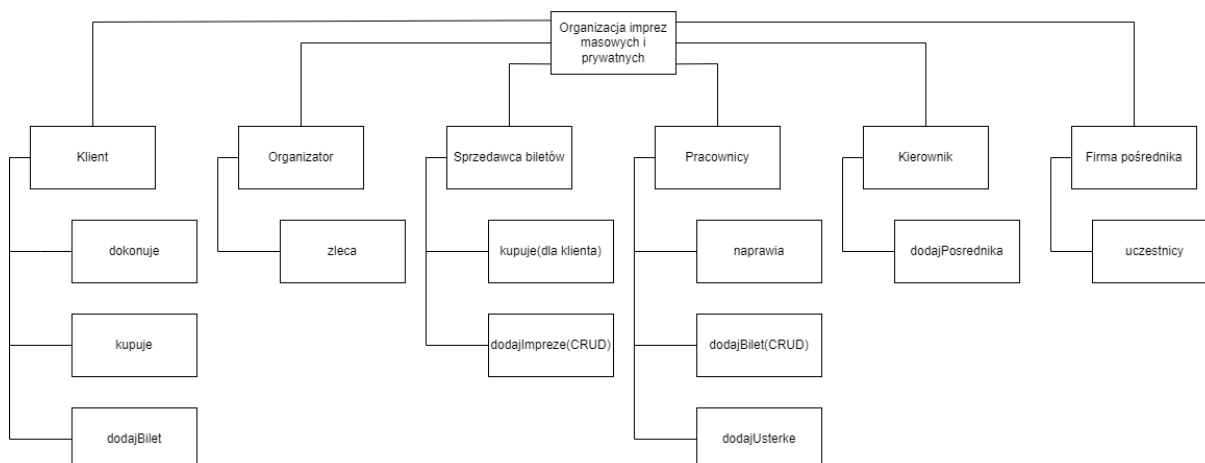 Organizacja imprez
masowych i
prywatnych
Klient
Organizator
Sprzedawca biletów
Pracownicy
Kierownik
Firma pośrednika
dokonuje
zleca
kupuje(dla klienta)
naprawia
dodajPosrednika
uczestnicy
kupuje
dodajImpreze(CRUD)
dodajBilet(CRUD)
dodajBilet
dodajUsterke